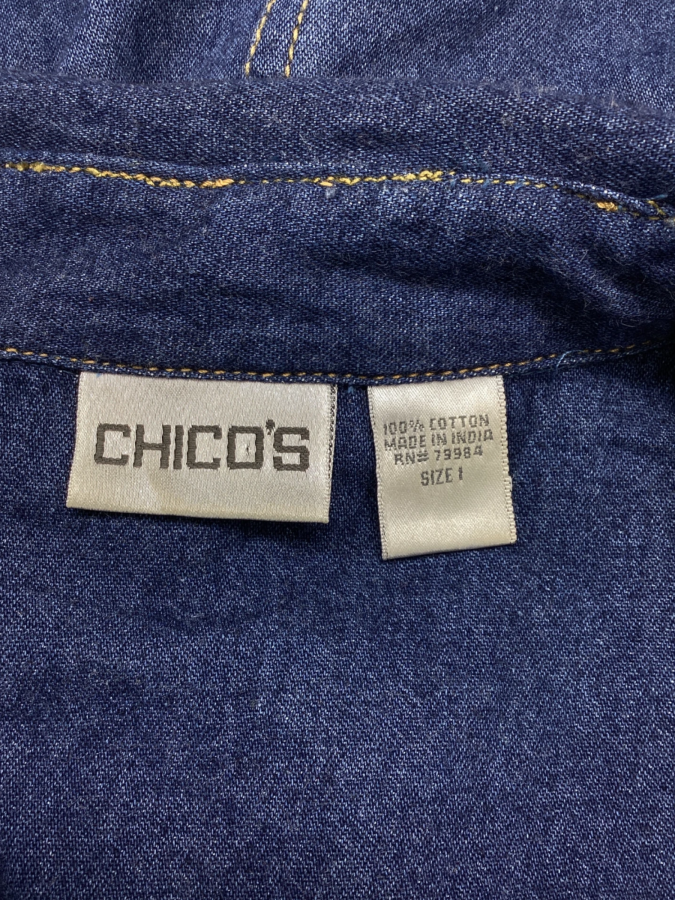 CHICO'S
100% COTTON
MADE IN INDIA
RN# 79984
SIZE 1